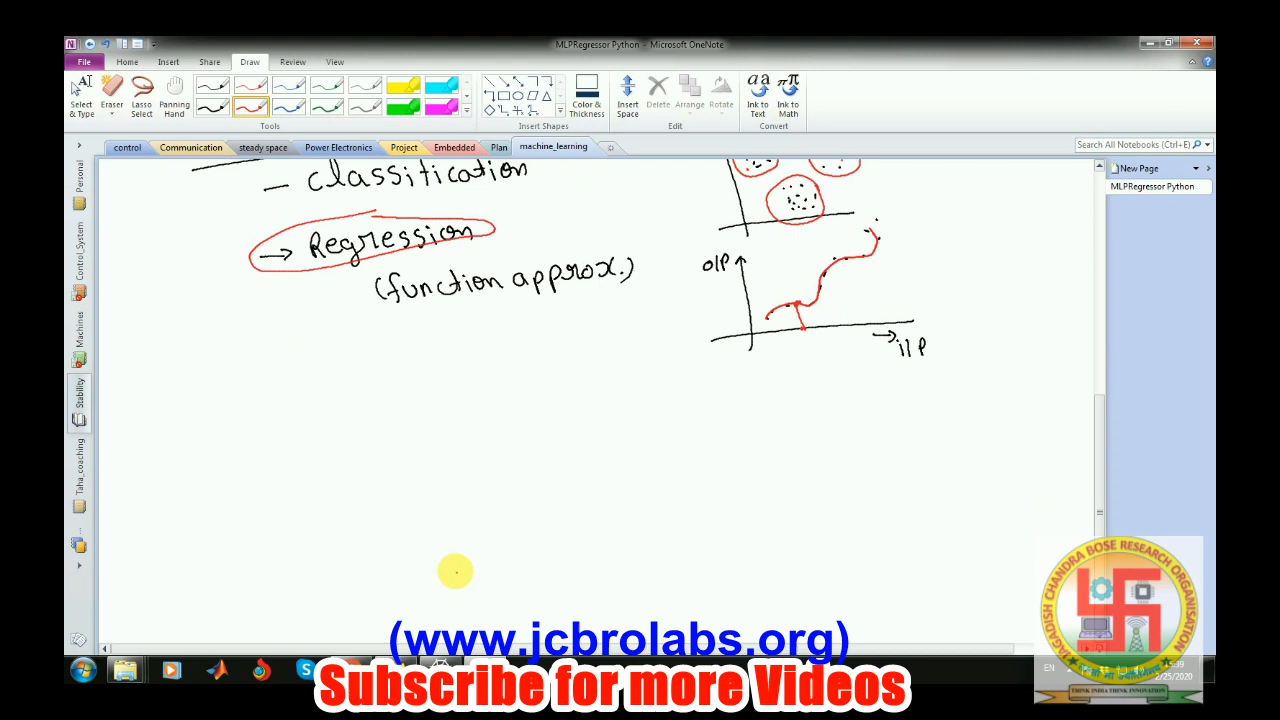 MLPRegressor Python - Microsoft OneNote
File Home Insert Share Draw Review View
Select & Type
Eraser
Lasso Select
Panning Hand
Color & Thickness
Insert Space
Delete
Arrange
Rotate
Ink to Text
Ink to Math
Tools
Insert Shapes
Edit
Convert
control Communication steady space Power Electronics Project Embedded Plan machine_learning
Search All Notebooks (Ctrl+E)
New Page
MLPRegressor Python
Personal
Control_System
Machines
Stability
Taha_coaching
- Classification
→ Regression
(function approx.)
o/P
→ i/P
JAGADISH CHANDRA BOSE RESEARCH ORGANISATION
THINK INDIA THINK INNOVATION
(www.jcbrolabs.org)
EN
15:39
2/25/2020
Subscribe for more Videos